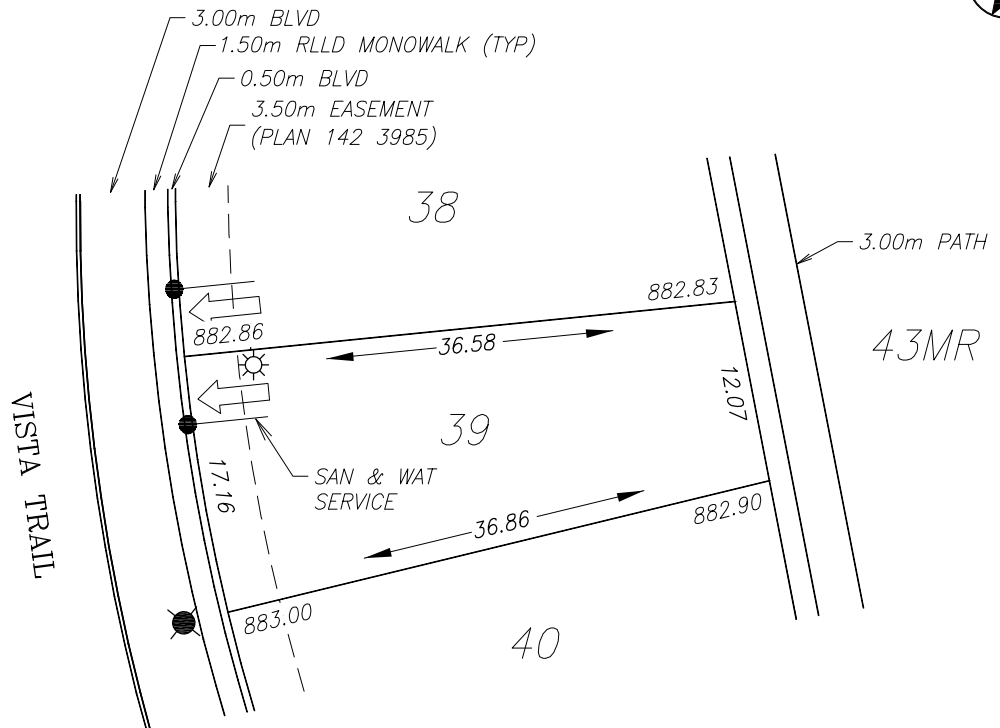 3.00m BLVD
1.50m RLLD MONOWALK (TYP)
0.50m BLVD
3.50m EASEMENT
(PLAN 142 3985)
38
3.00m PATH
882.83
882.86
36.58
43MR
12.07
39
VISTA TRAIL
17.16
SAN & WAT
SERVICE
36.86
882.90
883.00
40